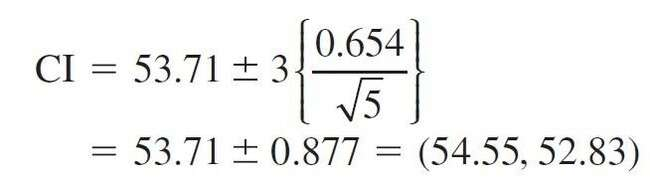 CI = 53.71 ± 3{0.654/√5}
= 53.71 ± 0.877 = (54.55, 52.83)